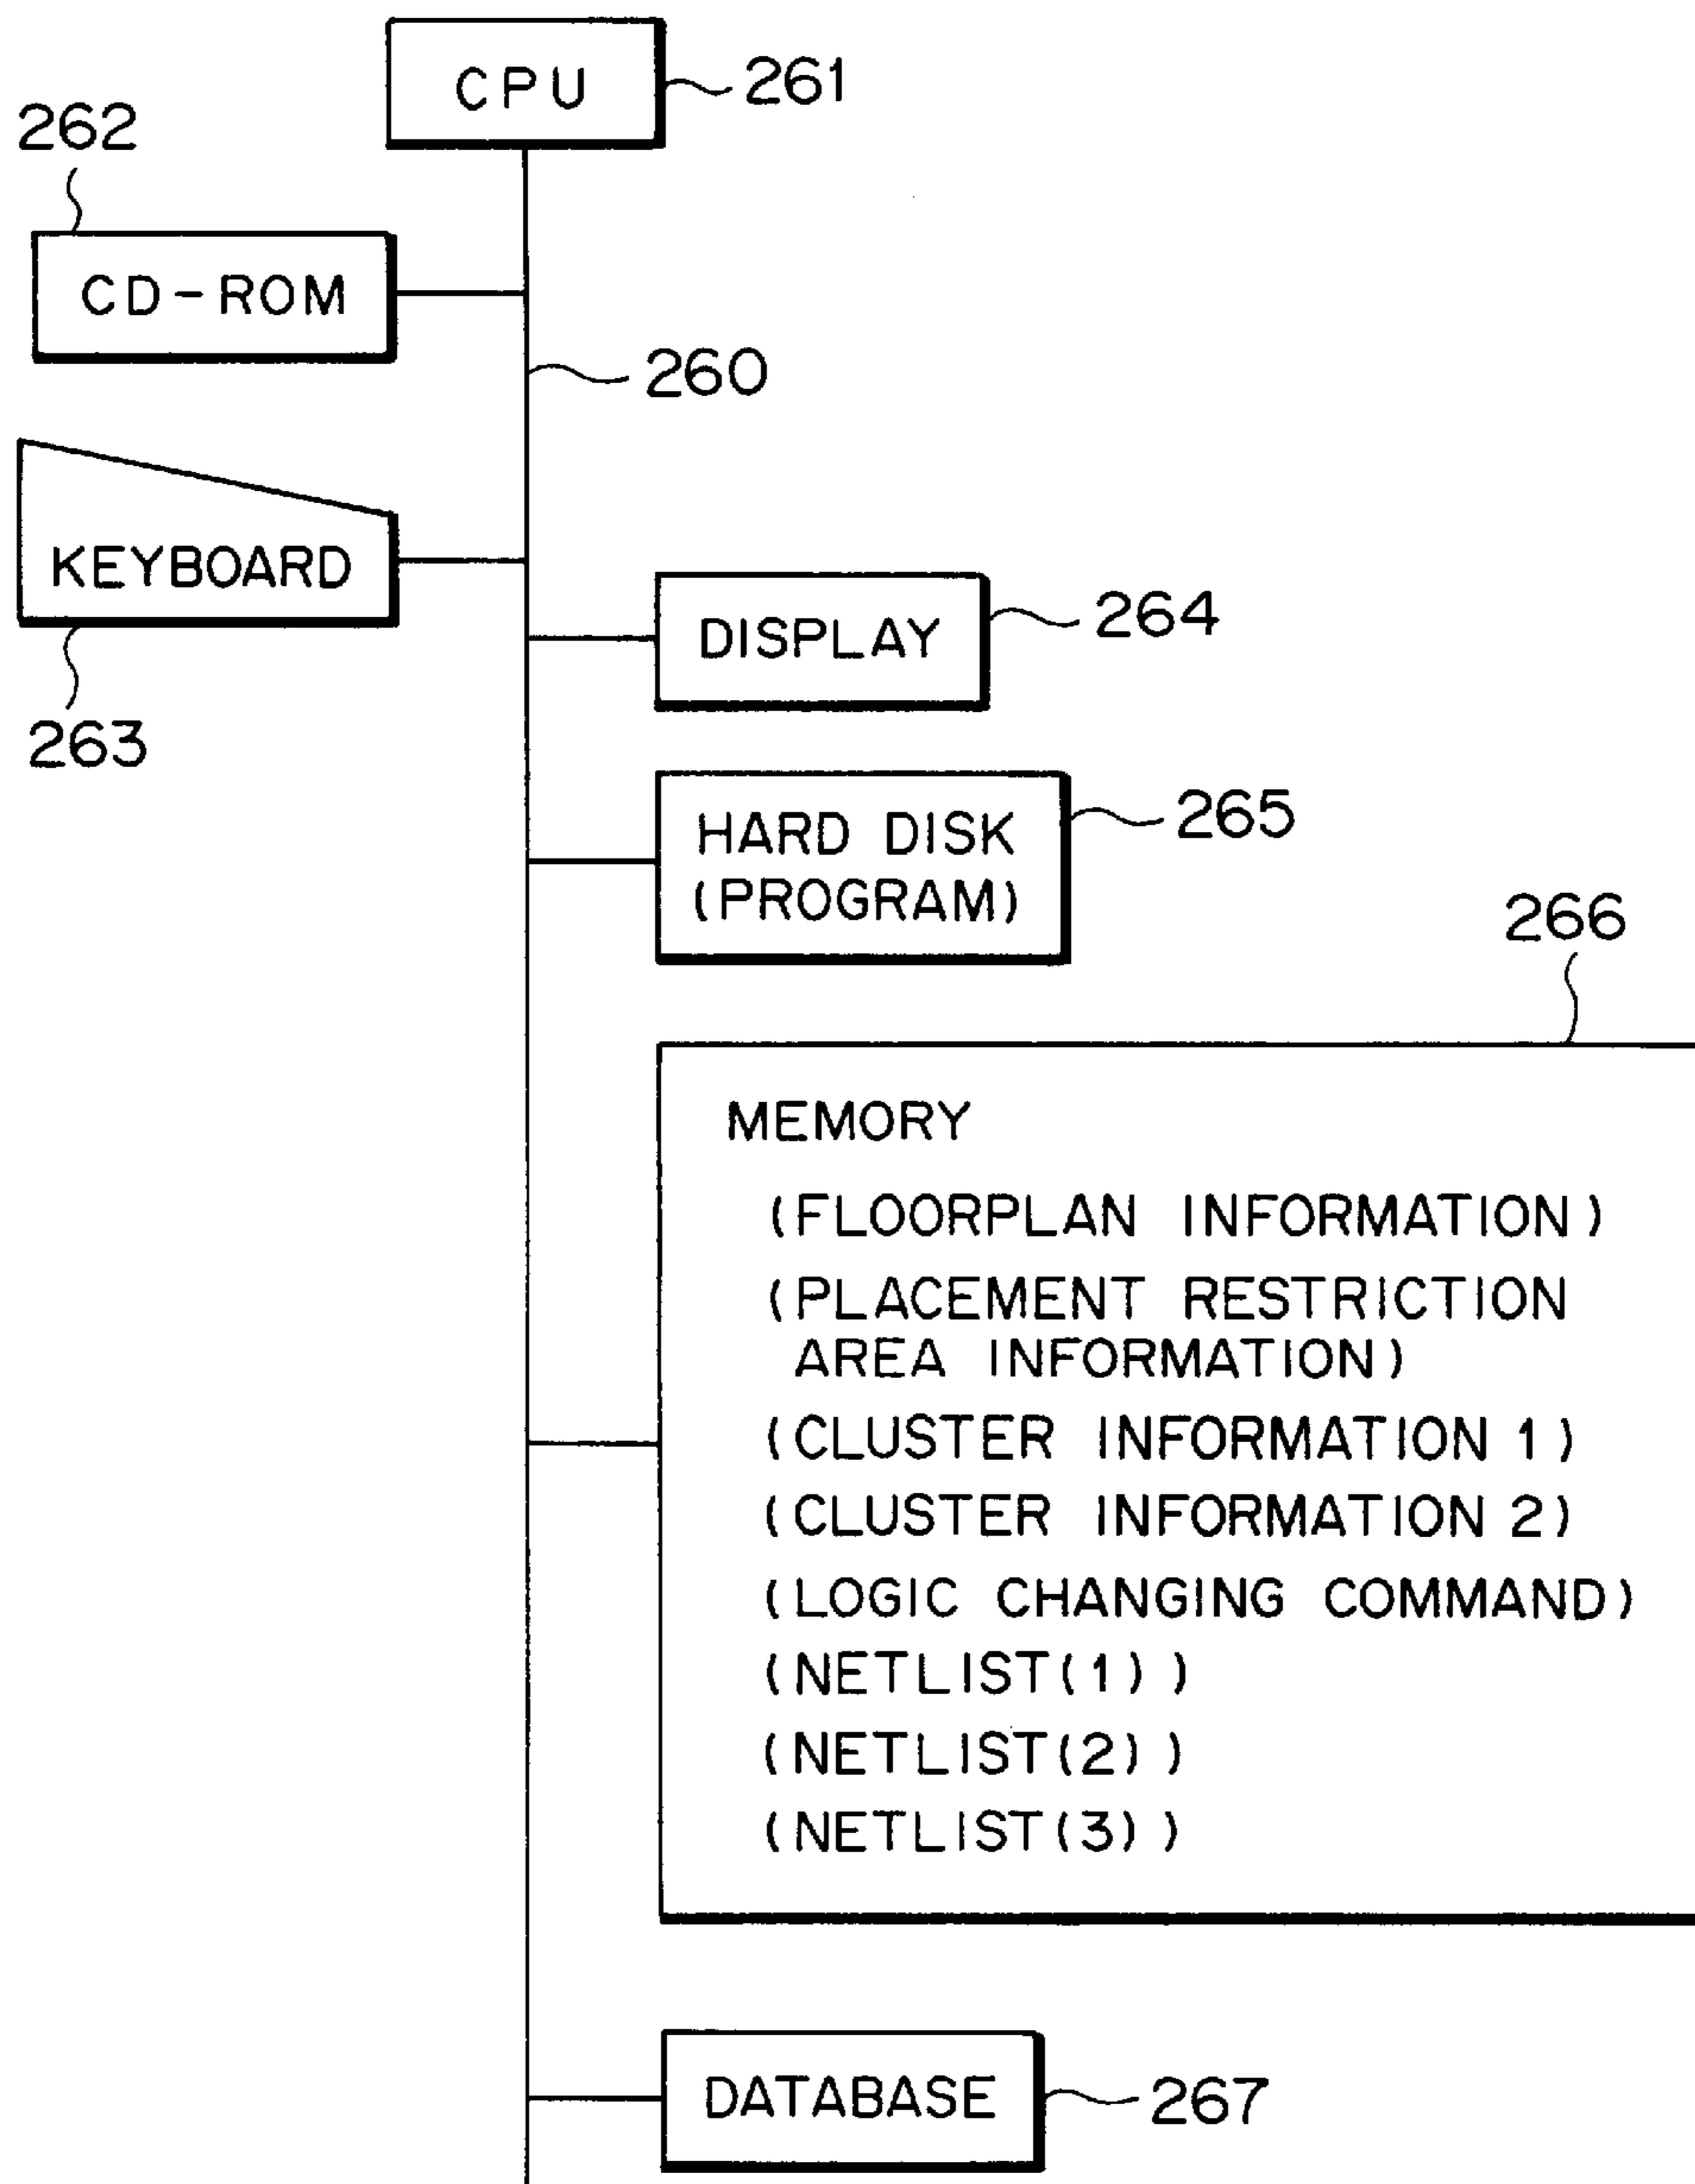 CPU
261
262
CD-ROM
260
KEYBOARD
263
DISPLAY
264
HARD DISK
(PROGRAM)
265
266
MEMORY
(FLOORPLAN INFORMATION)
(PLACEMENT RESTRICTION
AREA INFORMATION)
(CLUSTER INFORMATION 1)
(CLUSTER INFORMATION 2)
(LOGIC CHANGING COMMAND)
(NETLIST(1))
(NETLIST(2))
(NETLIST(3))
DATABASE
267